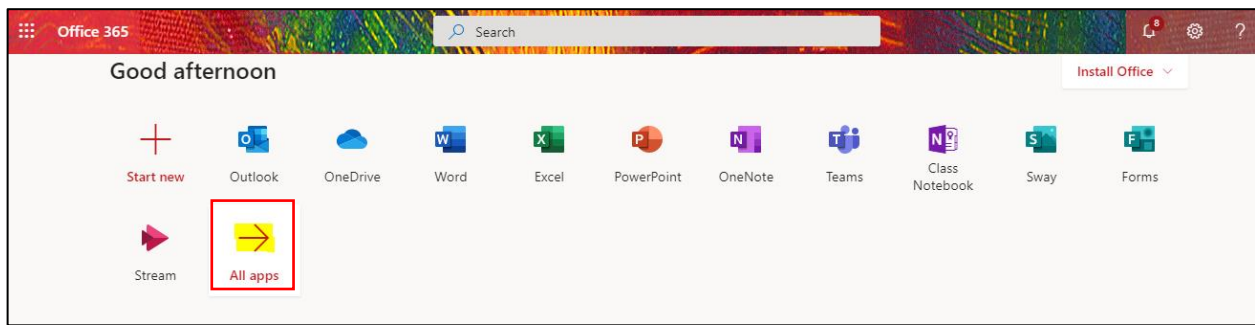 Office 365
Search
8
?
Good afternoon
Install Office
Start new
Outlook
OneDrive
Word
Excel
PowerPoint
OneNote
Teams
Class
Notebook
Sway
Forms
Stream
All apps